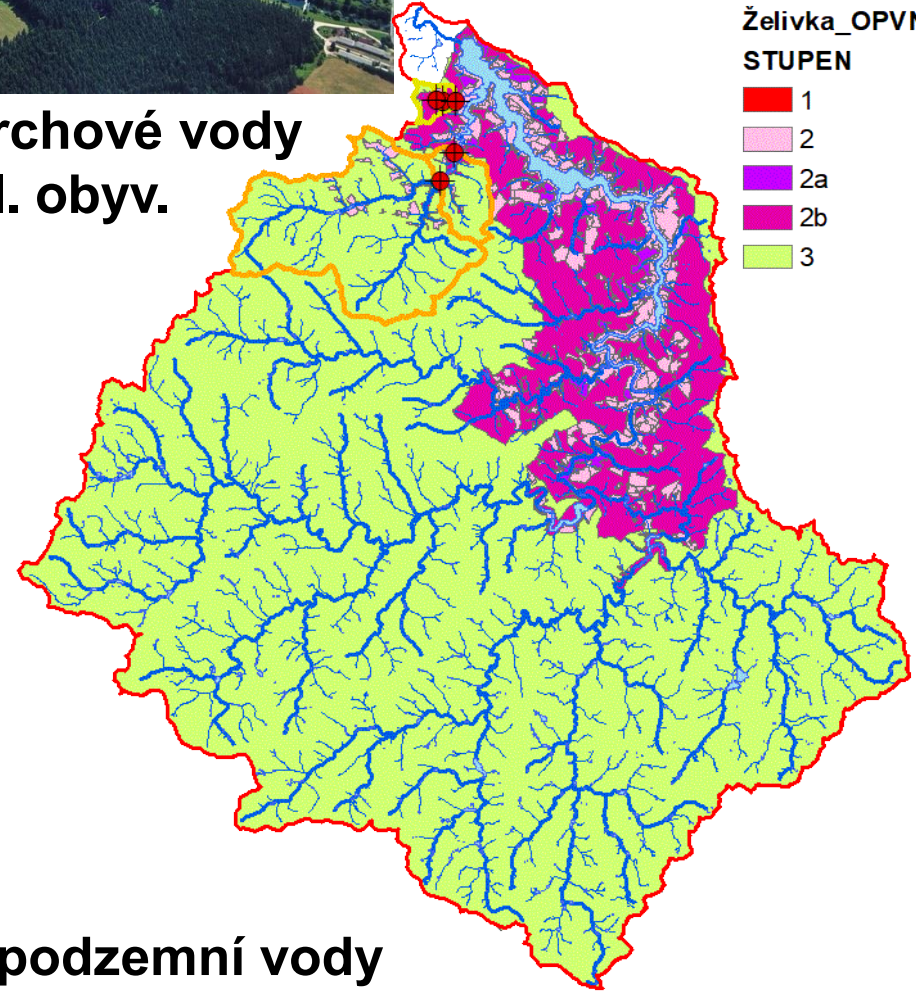 Želivka_OPVN
STUPEN
1
2
2a
2b
3
rchové vody
l. obyv.
podzemní vody